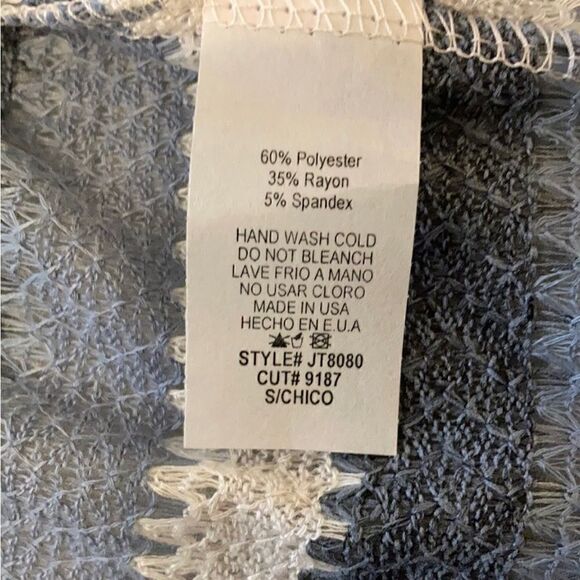 60% Polyester
35% Rayon
5% Spandex
HAND WASH COLD
DO NOT BLEANCH
LAVE FRIO A MANO
NO USAR CLORO
MADE IN USA
HECHO EN E.U.A
STYLE# JT8080
CUT# 9187
S/CHICO